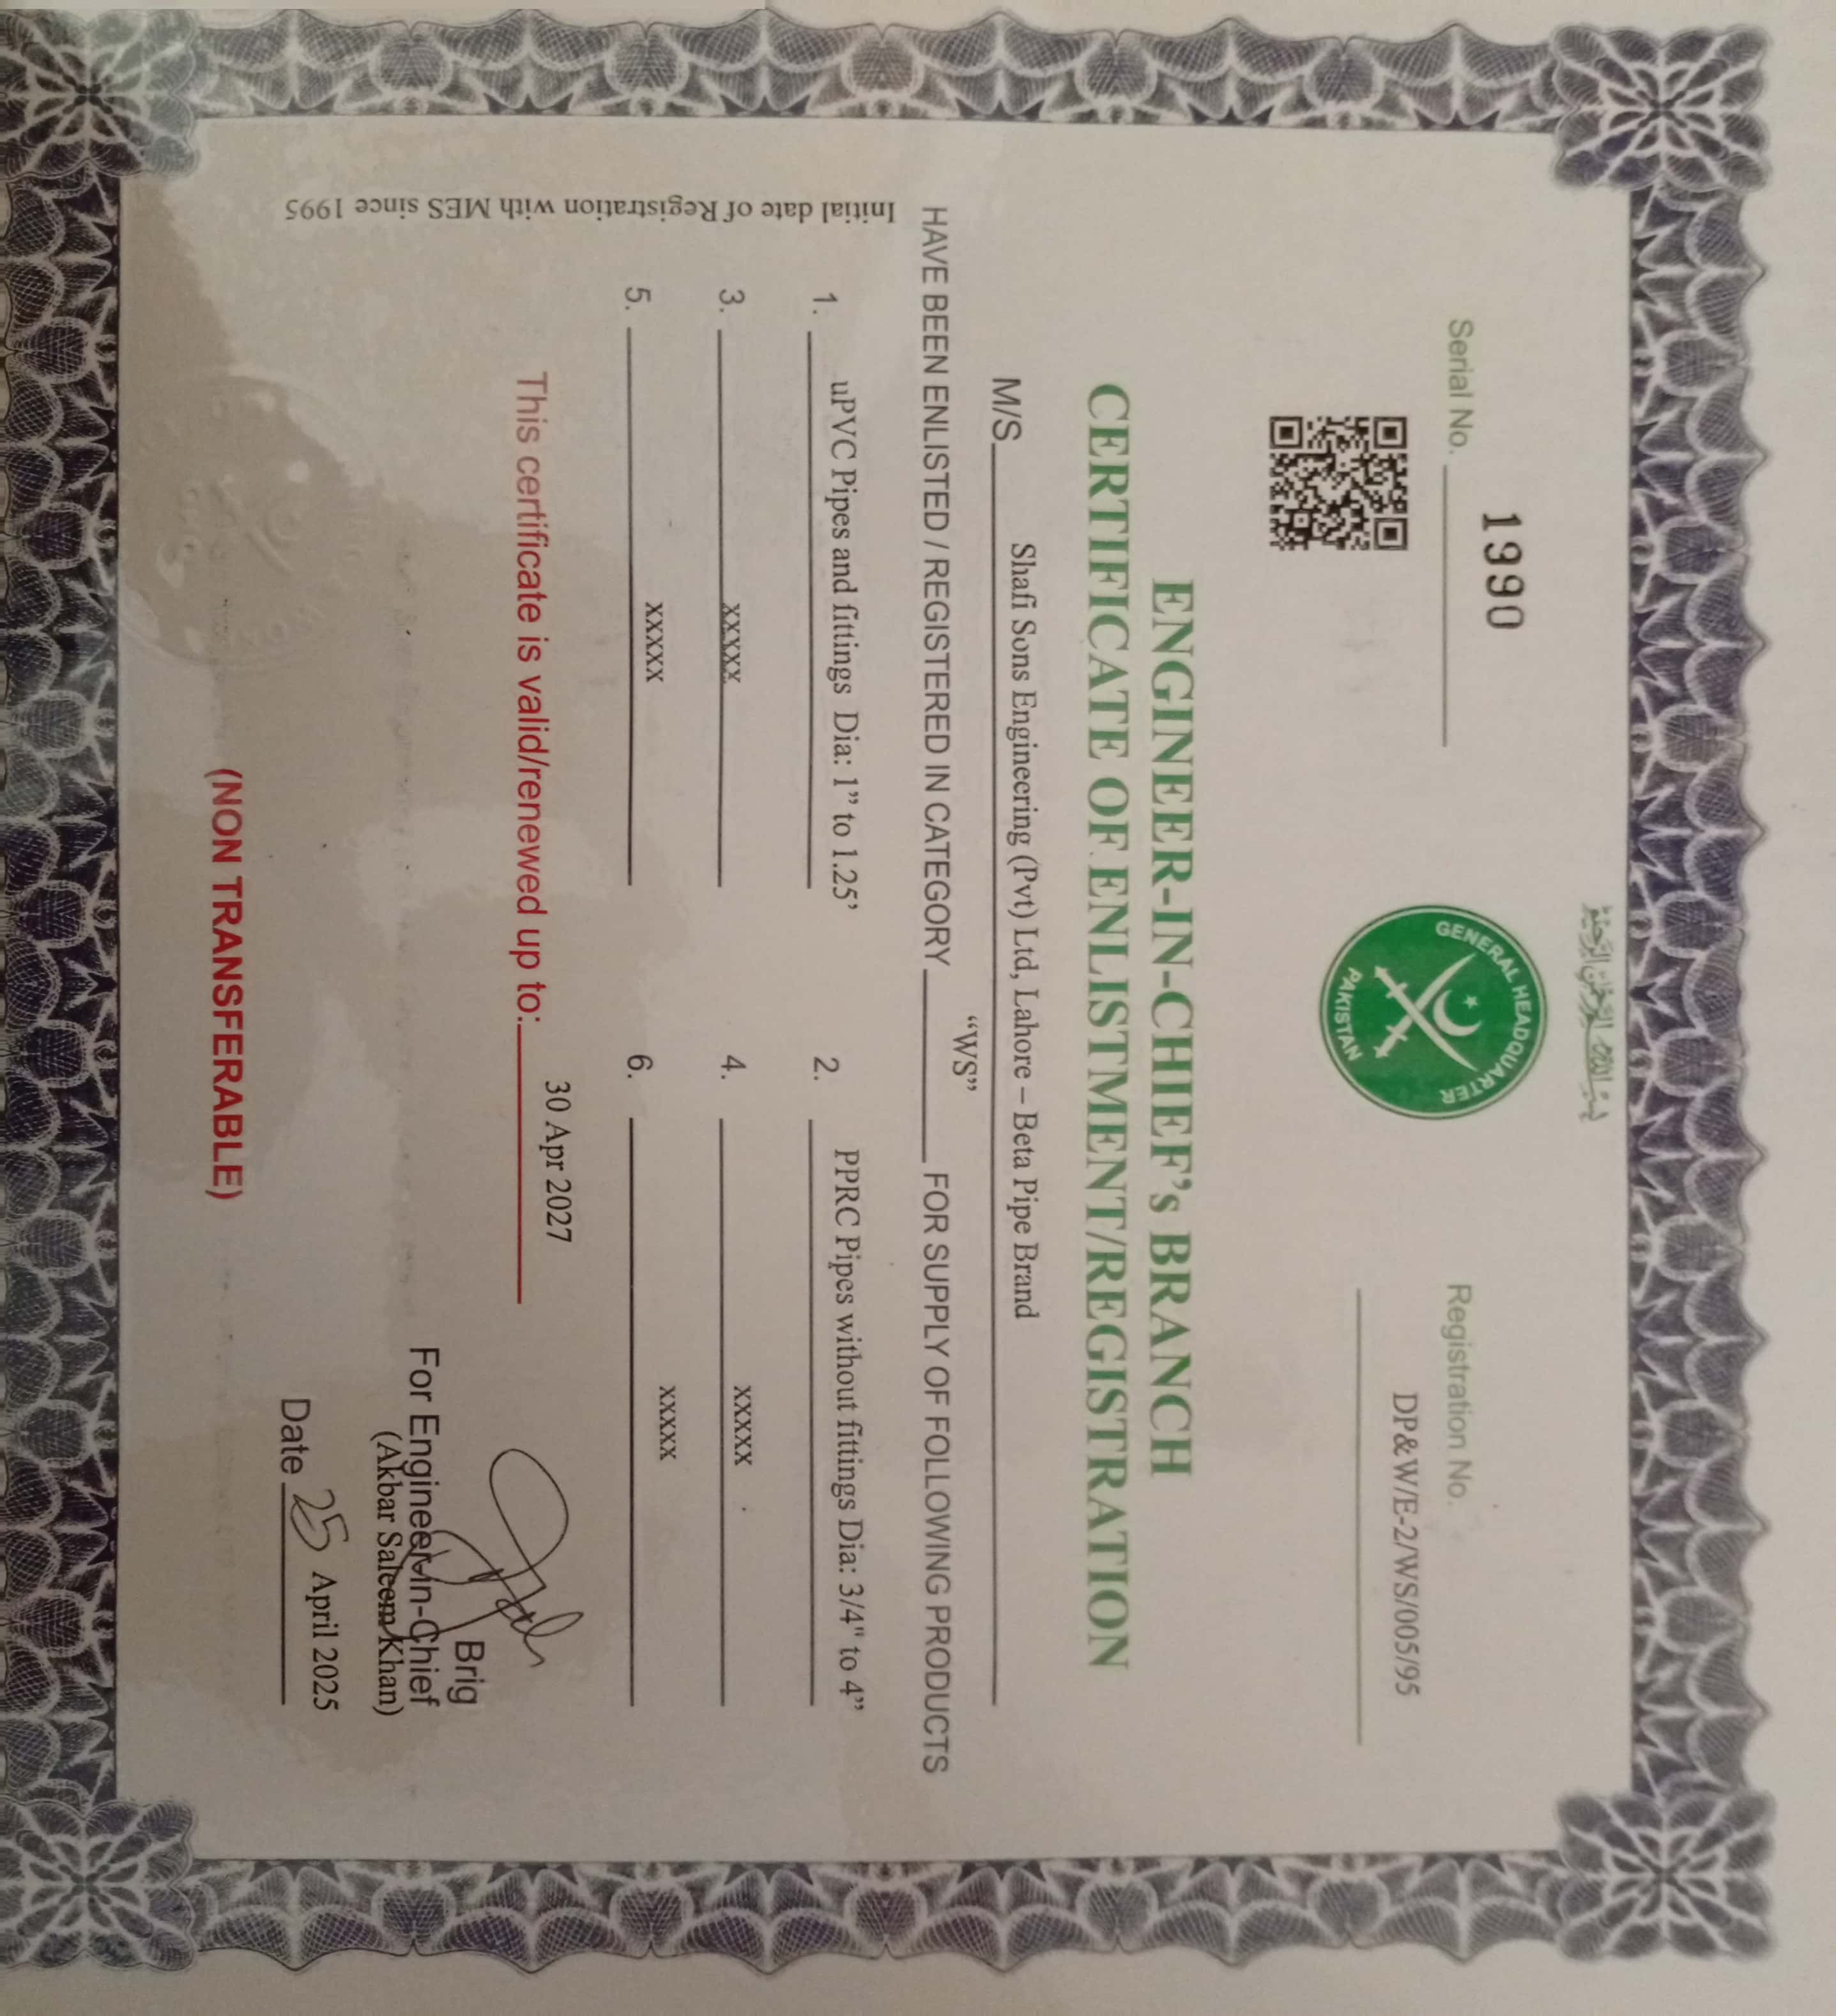 بسم الله الرحمن الرحيم
Serial No. 1990
GENERAL HEADQUARTER
PAKISTAN
Registration No.
DP&W/E-2/WS/005/95
ENGINEER-IN-CHIEF's BRANCH
CERTIFICATE OF ENLISTMENT/REGISTRATION
M/S Shafi Sons Engineering (Pvt) Ltd, Lahore – Beta Pipe Brand
HAVE BEEN ENLISTED / REGISTERED IN CATEGORY “WS” FOR SUPPLY OF FOLLOWING PRODUCTS
1. uPVC Pipes and fittings Dia: 1” to 1.25’
2. PPRC Pipes without fittings Dia: 3/4" to 4”
3. xxxxx
4. xxxxx
5. xxxxx
6. xxxxx
This certificate is valid/renewed up to: 30 Apr 2027
Brig
For Engineer-in-Chief
(Akbar Saleem Khan)
Date 25 April 2025
(NON TRANSFERABLE)
Initial date of Registration with MES since 1995